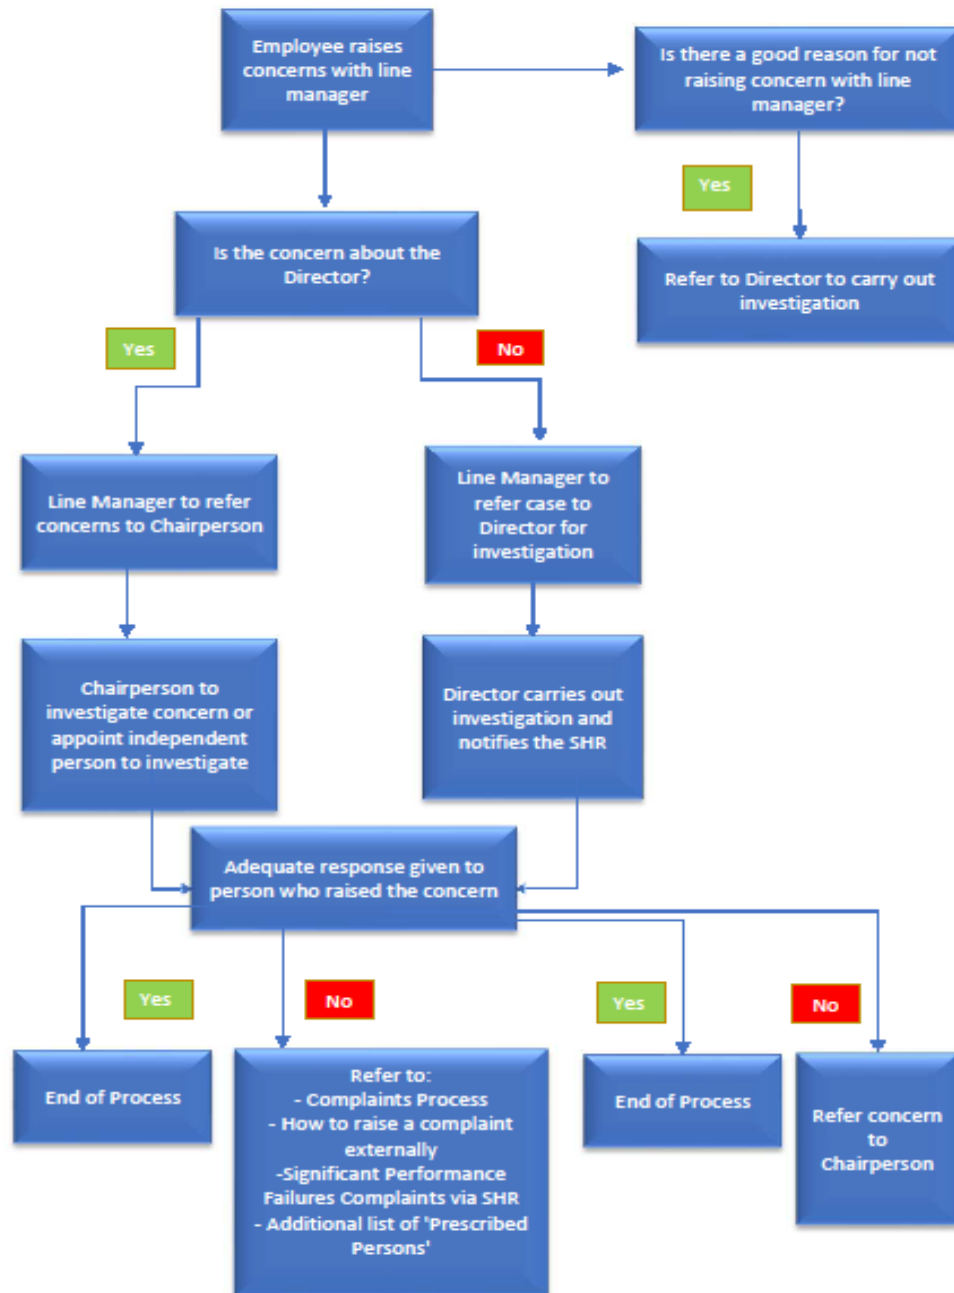 Employee raises
concerns with line
manager
Is there a good reason for not
raising concern with line
manager?
Yes
Is the concern about the
Director?
Refer to Director to carry out
investigation
Yes
No
Line Manager to refer
concerns to Chairperson
Line Manager to
refer case to
Director for
investigation
Chairperson to
investigate concern or
appoint independent
person to investigate
Director carries out
investigation and
notifies the SHR
Adequate response given to
person who raised the concern
Yes
No
Yes
No
End of Process
Refer to:
- Complaints Process
- How to raise a complaint
externally
-Significant Performance
Failures Complaints via SHR
- Additional list of 'Prescribed
Persons'
End of Process
Refer concern
to
Chairperson